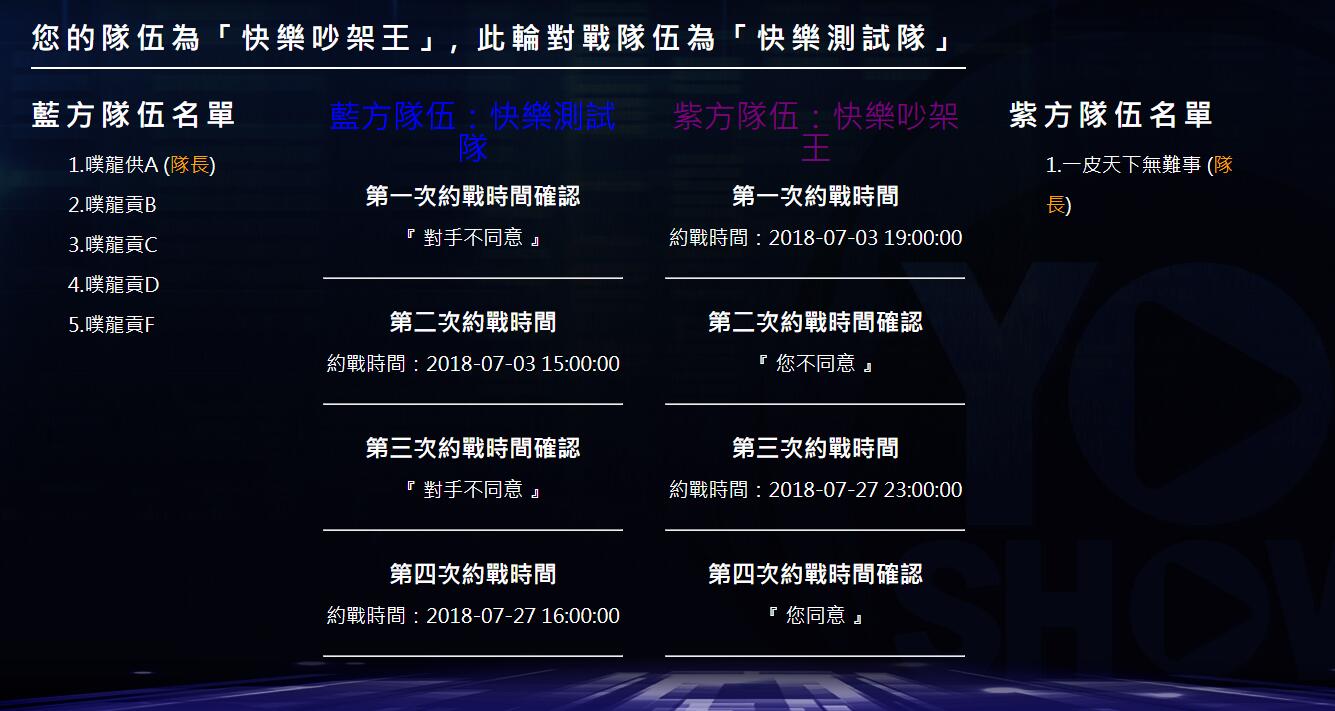 您的隊伍為「快樂吵架王」, 此輪對戰隊伍為「快樂測試隊」
藍方隊伍名單
1.噗龍供A (隊長)
2.噗龍貢B
3.噗龍貢C
4.噗龍貢D
5.噗龍貢F
藍方隊伍：快樂測試
隊
第一次約戰時間確認
『 對手不同意 』
第二次約戰時間
約戰時間：2018-07-03 15:00:00
第三次約戰時間確認
『 對手不同意 』
第四次約戰時間
約戰時間：2018-07-27 16:00:00
紫方隊伍：快樂吵架
王
第一次約戰時間
約戰時間：2018-07-03 19:00:00
第二次約戰時間確認
『 您不同意 』
第三次約戰時間
約戰時間：2018-07-27 23:00:00
第四次約戰時間確認
『 您同意 』
紫方隊伍名單
1.一皮天下無難事 (隊
長)
YO
SHOW